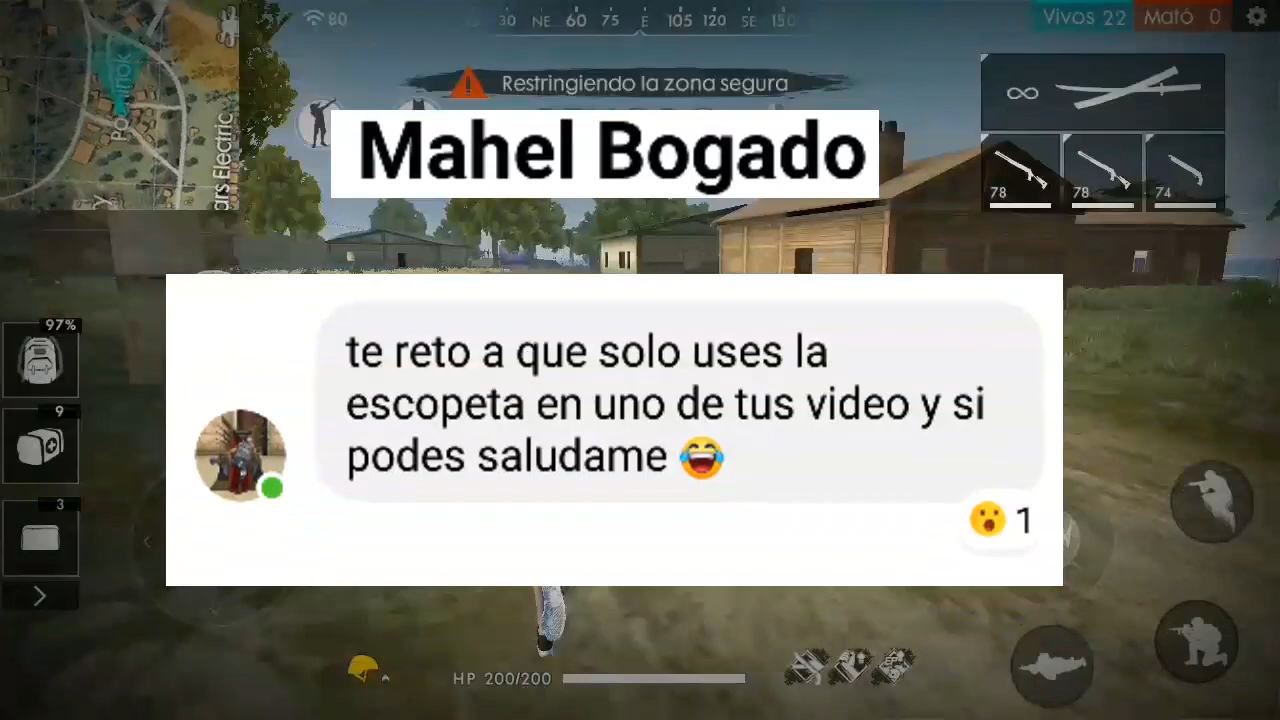 80
30 NE 60 75 E 105 120 SE 150
Vivos 22 Mató 0
Restringiendo la zona segura
Mahel Bogado
78
78
74
te reto a que solo uses la
escopeta en uno de tus video y si
podes saludame 😂
😮 1
97%
9
3
HP 200/200